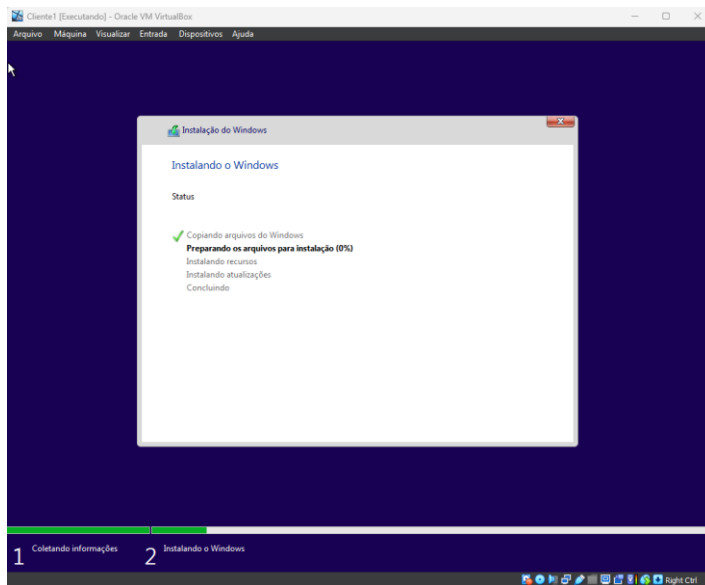 Cliente1 [Executando] - Oracle VM VirtualBox
Arquivo Máquina Visualizar Entrada Dispositivos Ajuda
Instalação do Windows
Instalando o Windows
Status
Copiando arquivos do Windows
Preparando os arquivos para instalação (0%)
Instalando recursos
Instalando atualizações
Concluindo
1 Coletando informações 2 Instalando o Windows
Right Ctrl